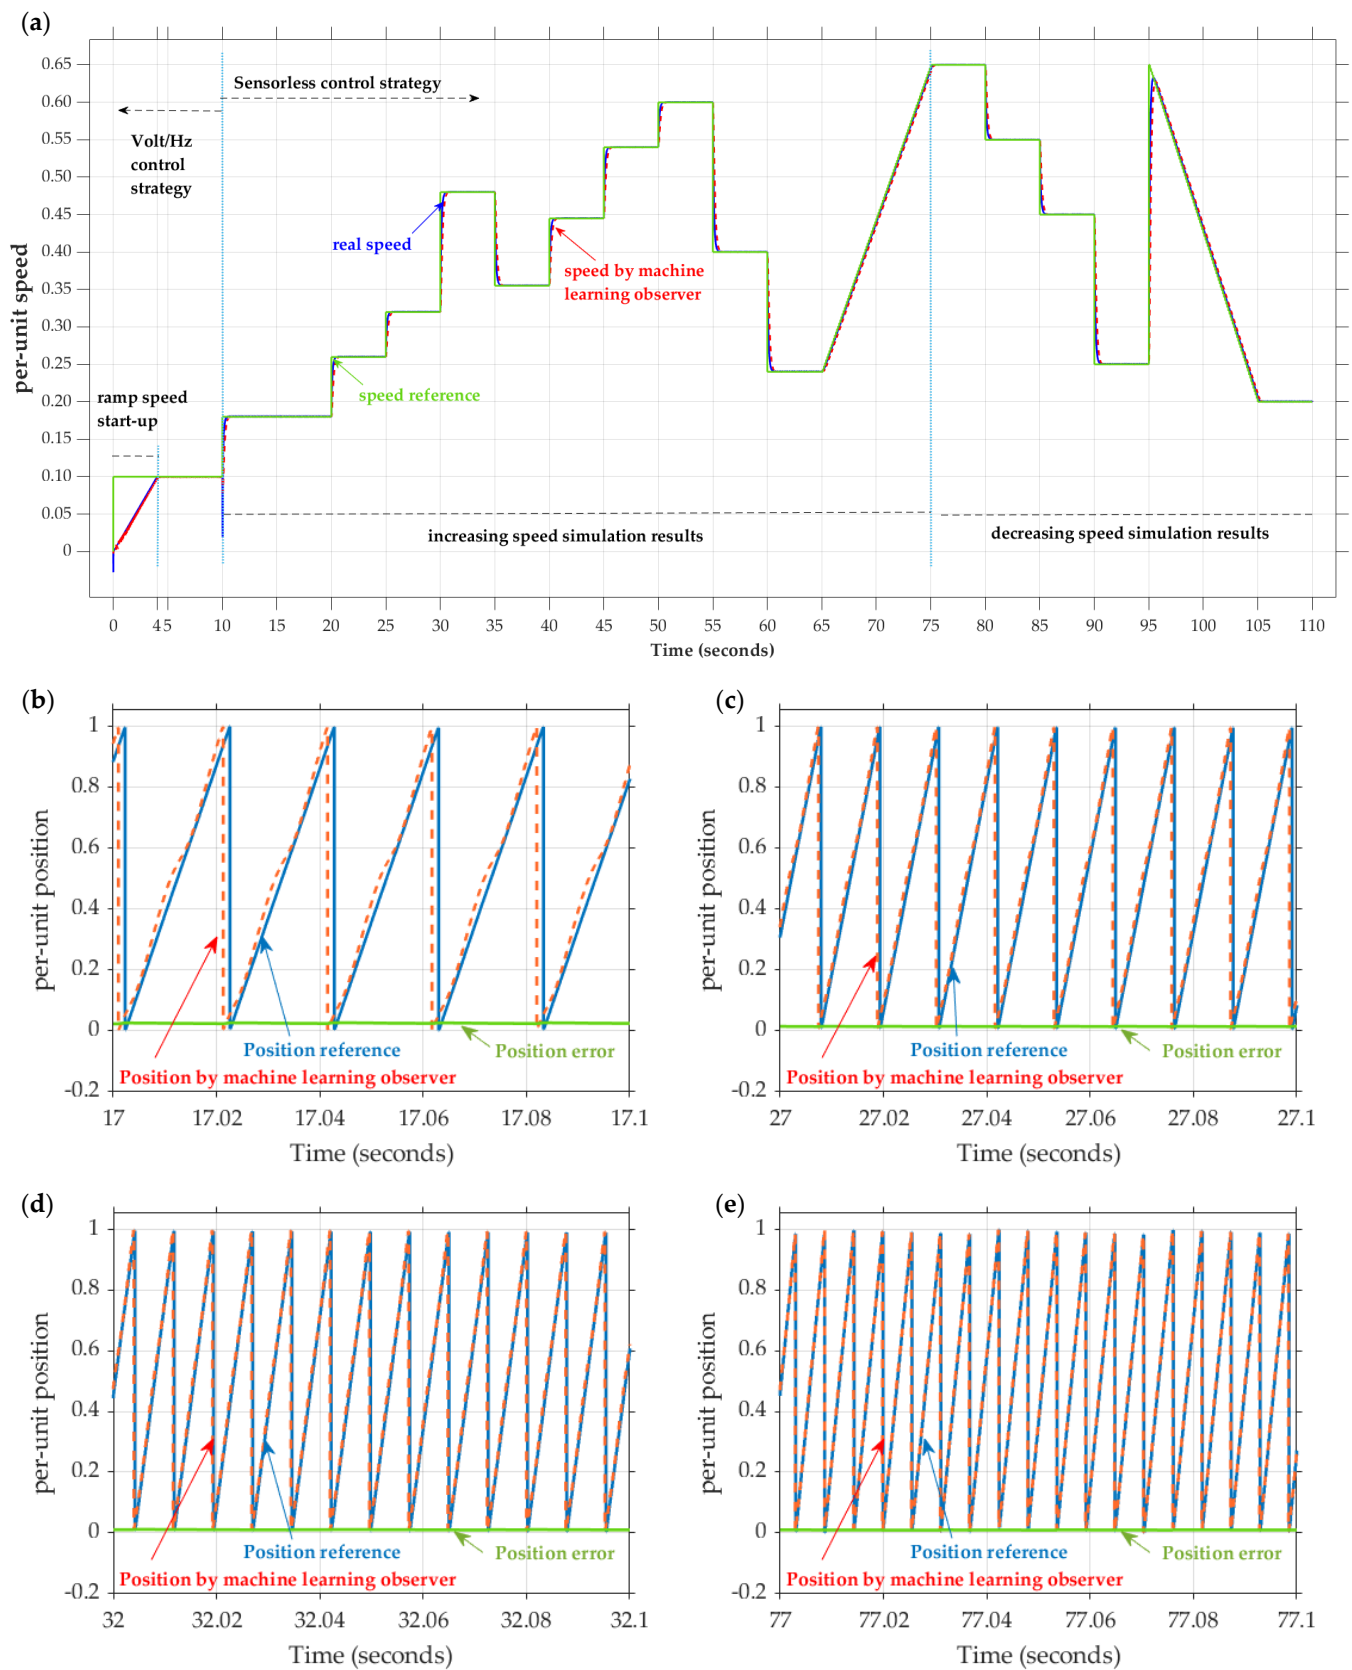 (a)
0.65
0.60
0.55
0.50
0.45
0.40
0.35
0.30
0.25
0.20
0.15
0.10
0.05
0
per-unit speed
Sensorless control strategy
Volt/Hz
control
strategy
real speed
speed by machine
learning observer
speed reference
ramp speed
start-up
increasing speed simulation results
decreasing speed simulation results
0 4 5 10 20 25 30 35 40 45 50 55 60 65 70 75 80 85 90 95 100 105 110
Time (seconds)
(b)
1
0.8
0.6
0.4
0.2
0
-0.2
per-unit position
Position reference
Position error
Position by machine learning observer
17 17.02 17.04 17.06 17.08 17.1
Time (seconds)
(c)
1
0.8
0.6
0.4
0.2
0
-0.2
per-unit position
Position reference
Position error
Position by machine learning observer
27 27.02 27.04 27.06 27.08 27.1
Time (seconds)
(d)
1
0.8
0.6
0.4
0.2
0
-0.2
per-unit position
Position reference
Position error
Position by machine learning observer
32 32.02 32.04 32.06 32.08 32.1
Time (seconds)
(e)
1
0.8
0.6
0.4
0.2
0
-0.2
per-unit position
Position reference
Position error
Position by machine learning observer
77 77.02 77.04 77.06 77.08 77.1
Time (seconds)